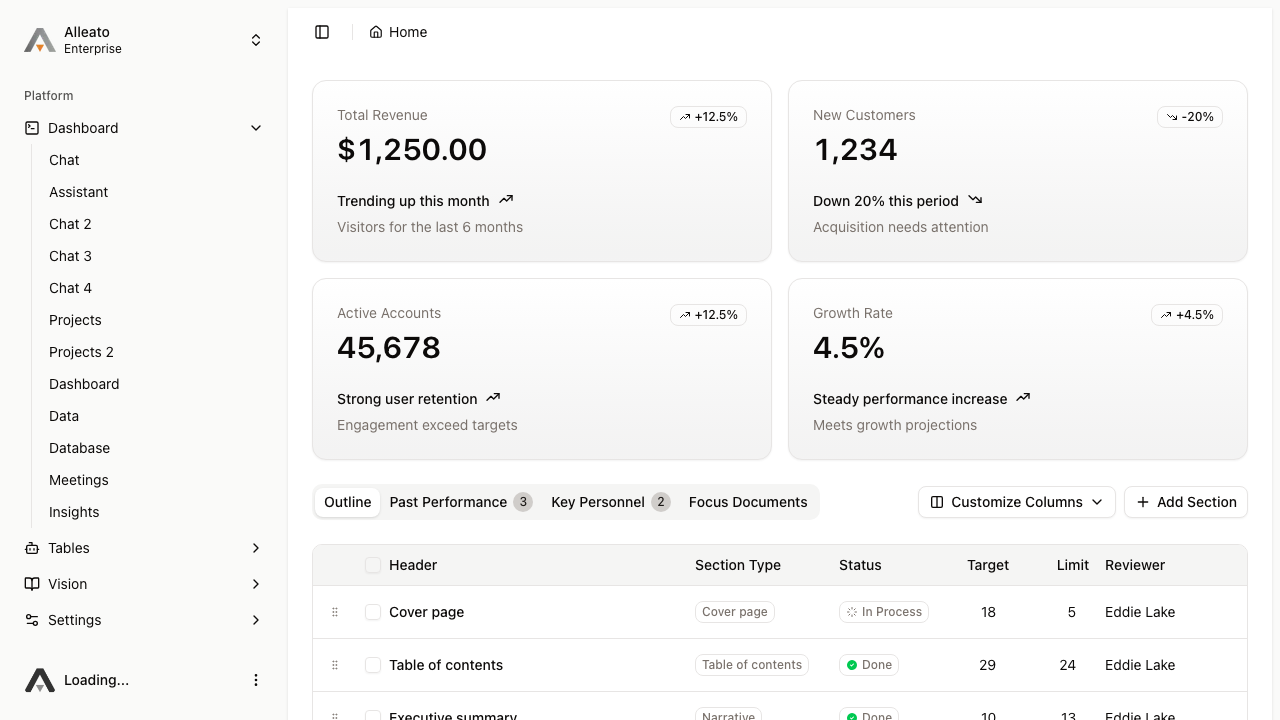 Alleato
Enterprise
Platform
Dashboard
Chat
Assistant
Chat 2
Chat 3
Chat 4
Projects
Projects 2
Dashboard
Data
Database
Meetings
Insights
Tables
Vision
Settings
Loading...
Home
Total Revenue
+12.5%
$1,250.00
Trending up this month
Visitors for the last 6 months
New Customers
-20%
1,234
Down 20% this period
Acquisition needs attention
Active Accounts
+12.5%
45,678
Strong user retention
Engagement exceed targets
Growth Rate
+4.5%
4.5%
Steady performance increase
Meets growth projections
Outline Past Performance 3 Key Personnel 2 Focus Documents Customize Columns Add Section
Header Section Type Status Target Limit Reviewer
Cover page Cover page In Process 18 5 Eddie Lake
Table of contents Table of contents Done 29 24 Eddie Lake
Executive summary Narrative Done 10 13 Eddie Lake